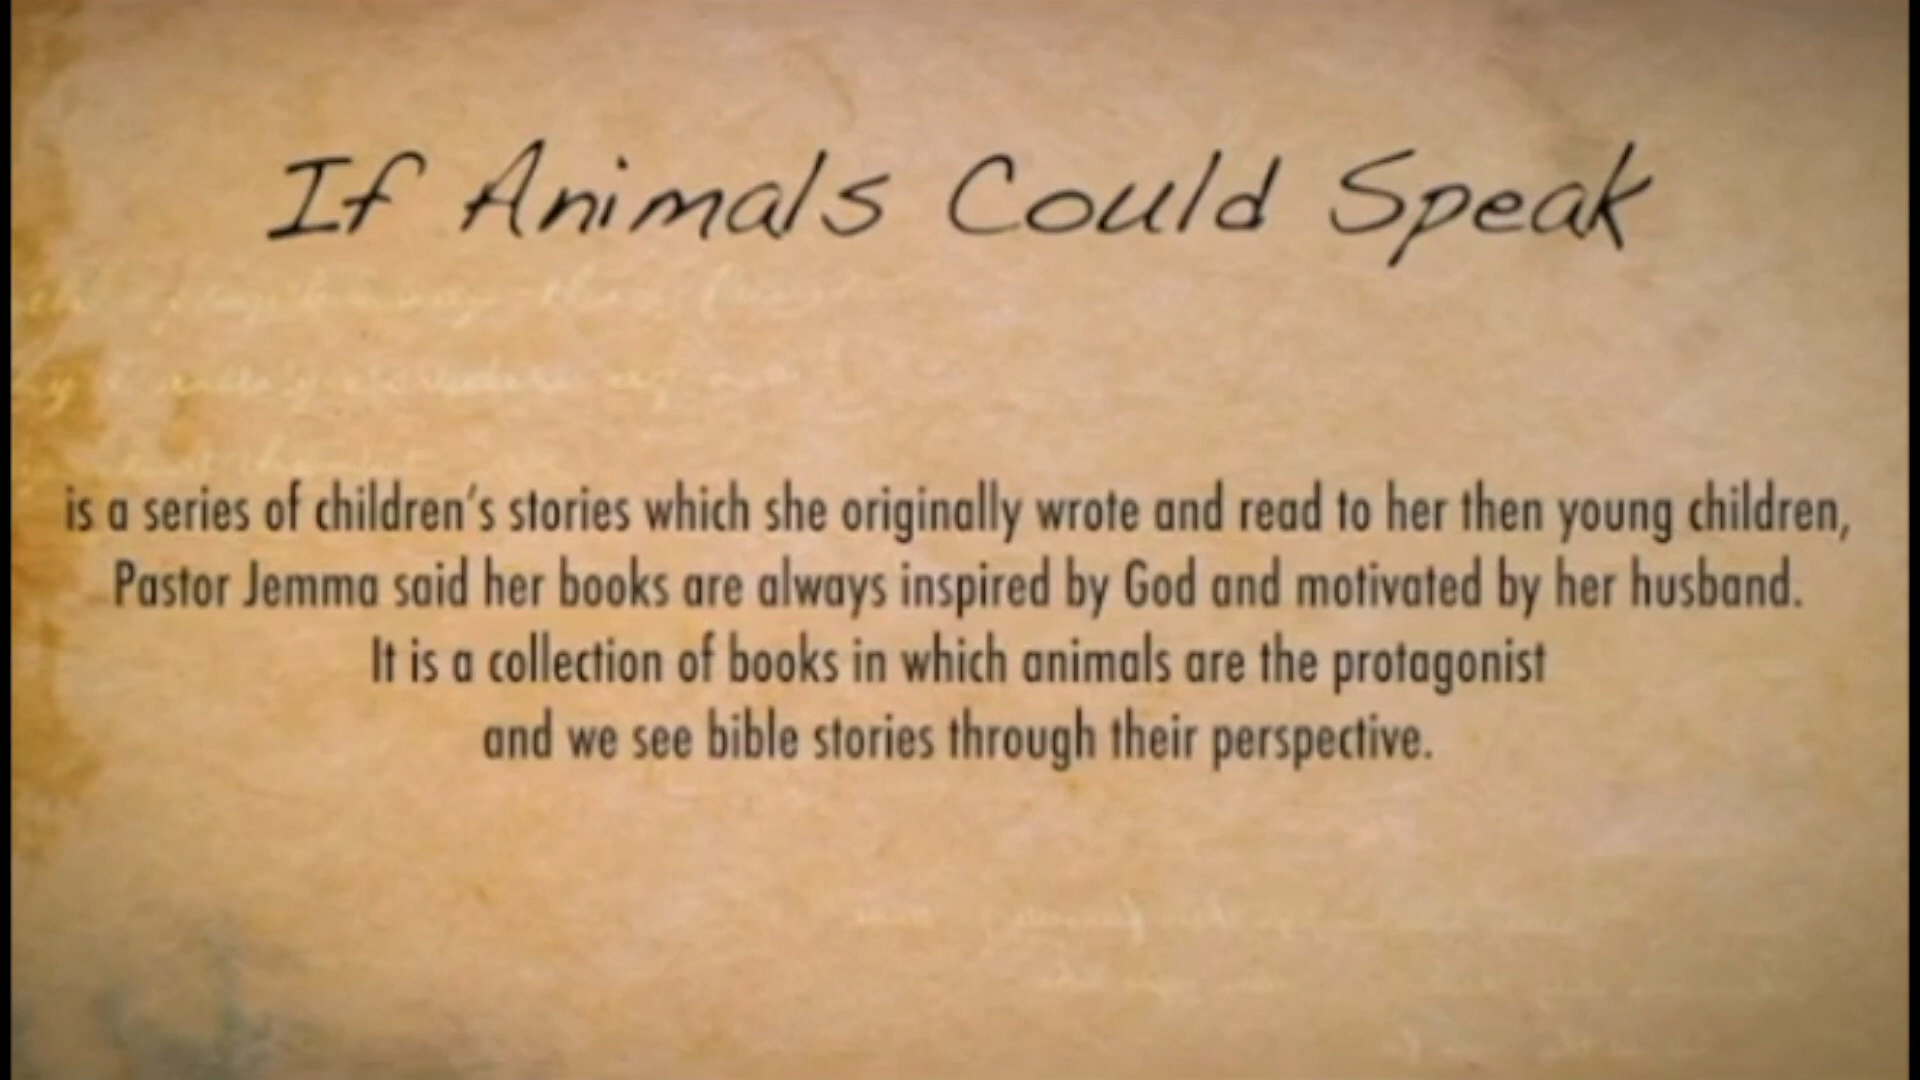 If Animals Could Speak
is a series of children's stories which she originally wrote and read to her then young children,
Pastor Jemma said her books are always inspired by God and motivated by her husband.
It is a collection of books in which animals are the protagonist
and we see bible stories through their perspective.